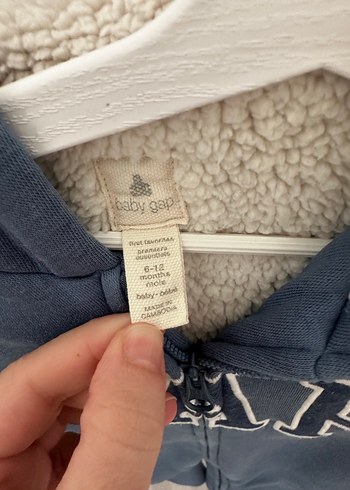 baby gap
first favorites
premiers
essentiels
6-12
months
mois
baby • bébé
MADE IN
CAMBODIA